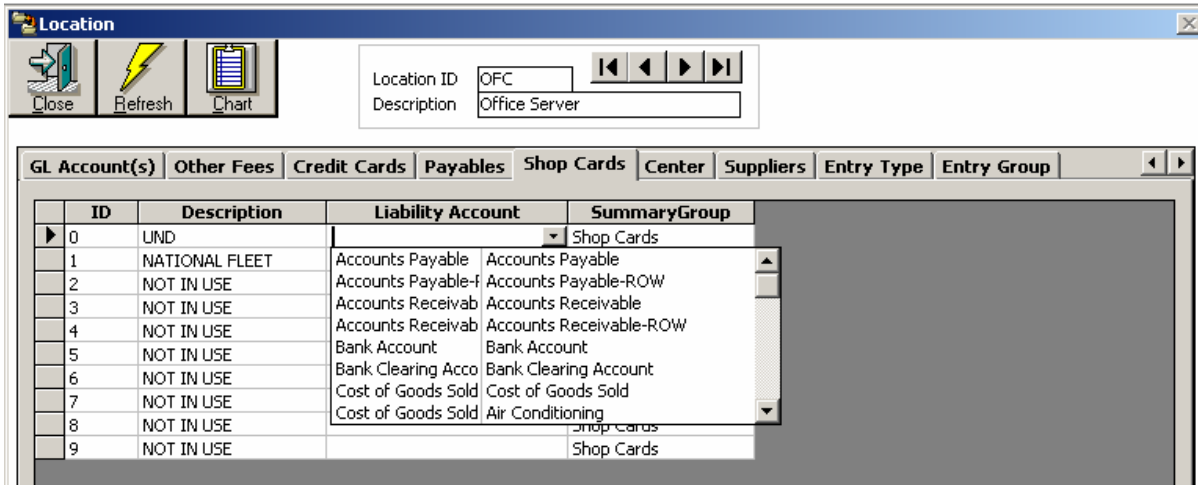 Location
Close Refresh Chart
Location ID OFC
Description Office Server
GL Account(s) Other Fees Credit Cards Payables Shop Cards Center Suppliers Entry Type Entry Group
ID Description Liability Account SummaryGroup
0 UND Shop Cards
1 NATIONAL FLEET Accounts Payable Accounts Payable
2 NOT IN USE Accounts Payable-R Accounts Payable-ROW
3 NOT IN USE Accounts Receivab Accounts Receivable
4 NOT IN USE Accounts Receivab Accounts Receivable-ROW
5 NOT IN USE Bank Account Bank Account
6 NOT IN USE Bank Clearing Acco Bank Clearing Account
7 NOT IN USE Cost of Goods Sold Cost of Goods Sold
8 NOT IN USE Cost of Goods Sold Air Conditioning
Shop Cards
9 NOT IN USE Shop Cards